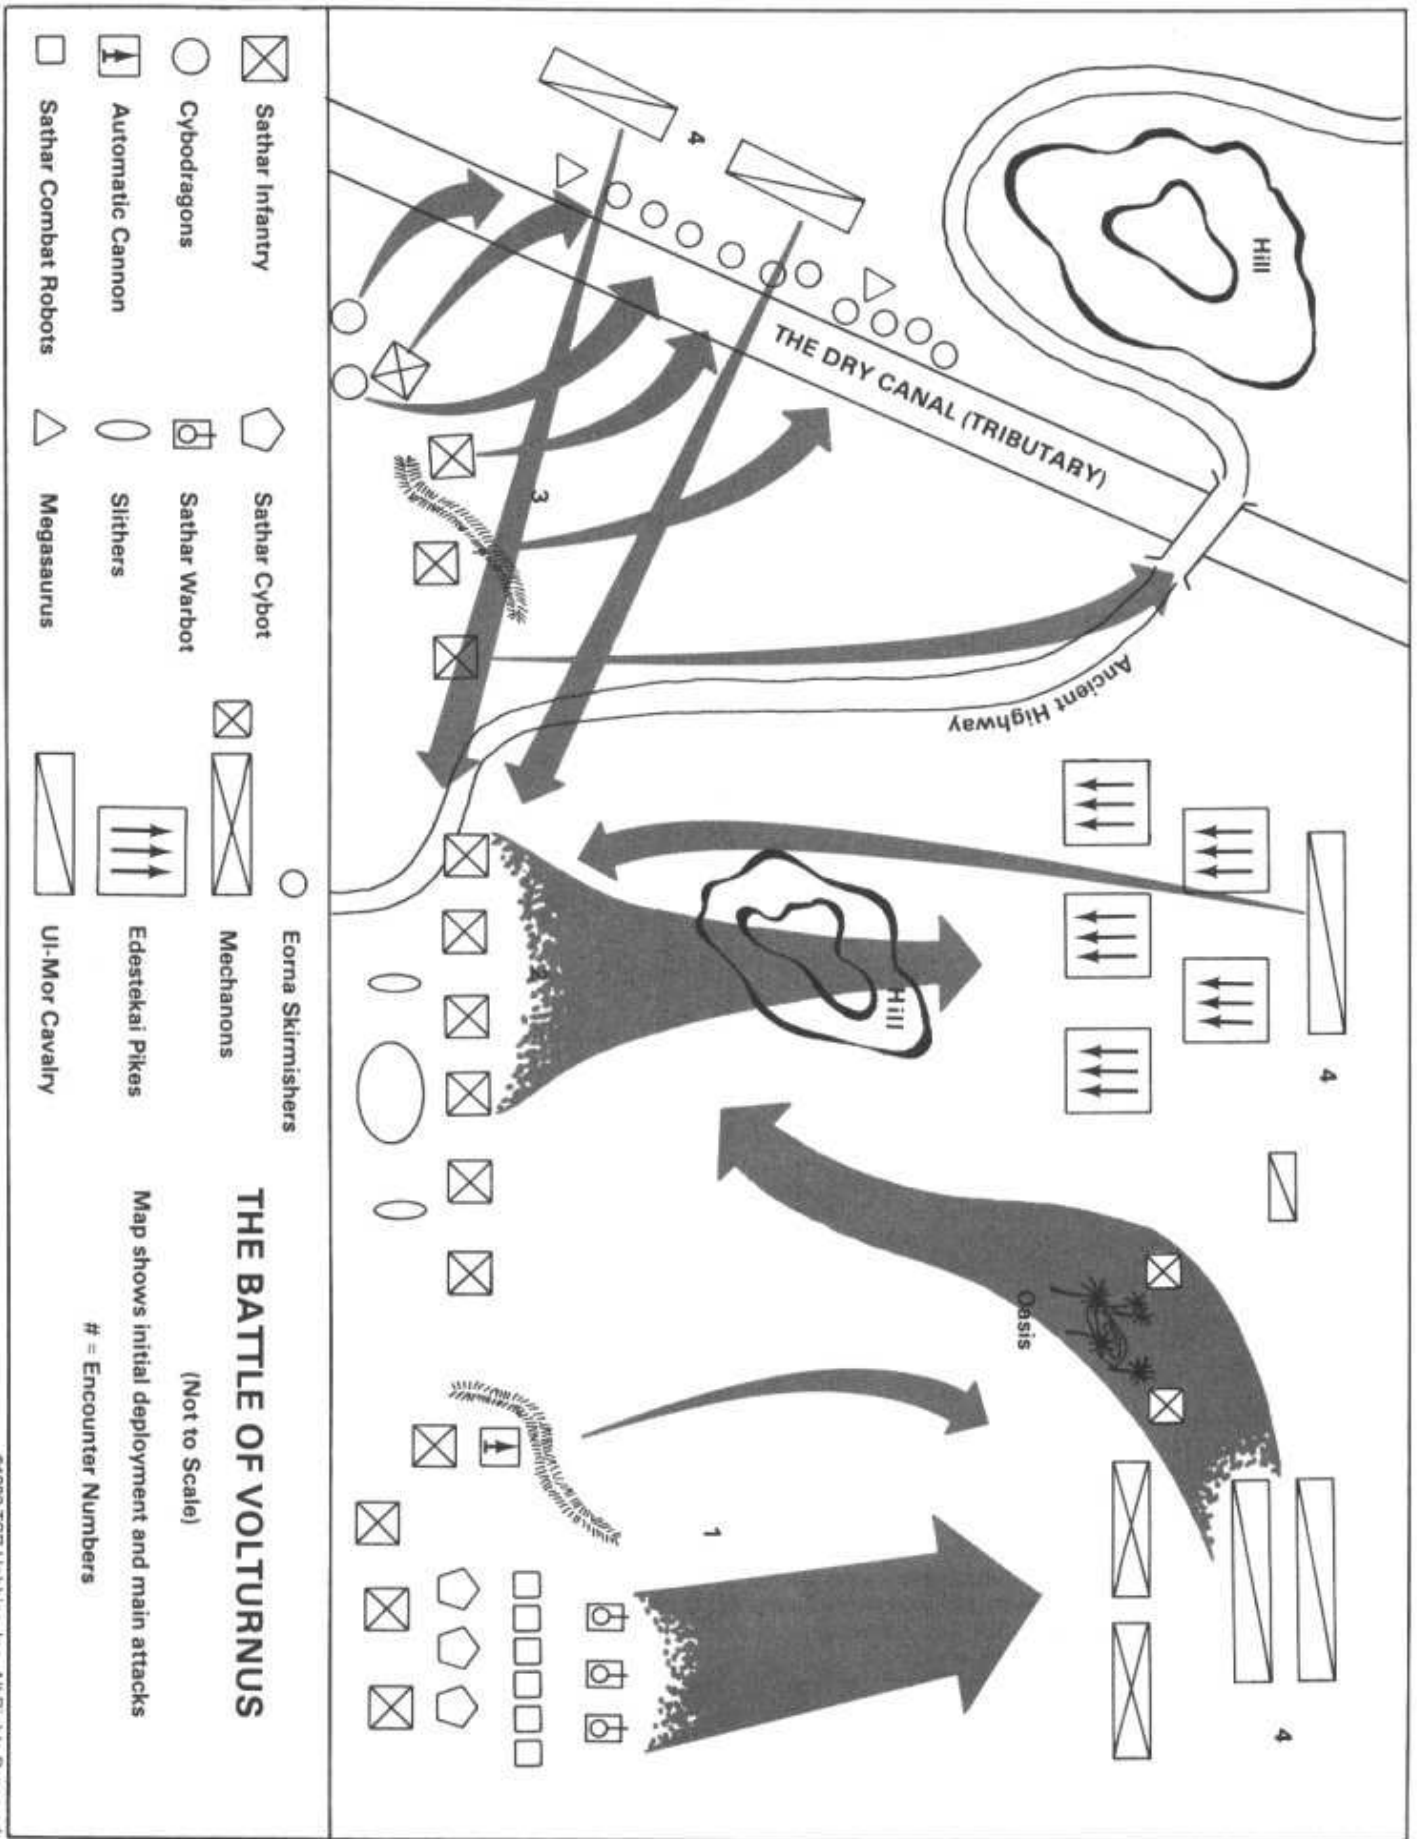 Hill
THE DRY CANAL (TRIBUTARY)
Ancient Highway
Hill
Oasis
4
4
4
3
2
1
Sathar Infantry
Cybodragons
Automatic Cannon
Sathar Combat Robots
Sathar Cybot
Sathar Warbot
Slithers
Megasaurus
Eorna Skirmishers
Mechanons
Edestekai Pikes
Ul-Mor Cavalry
THE BATTLE OF VOLTURNUS
(Not to Scale)
Map shows initial deployment and main attacks
# = Encounter Numbers